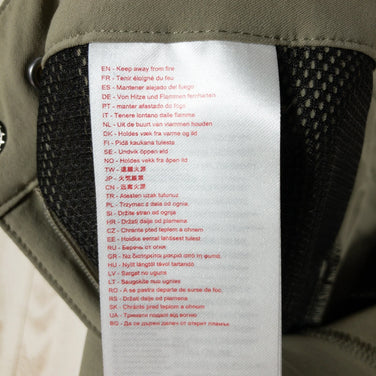 EN - Keep away from fire
FR - Tenir éloigné du feu
ES - Mantener alejado del fuego
DE - Von Hitze und Flammen fernhalten
PT - manter afastado do fogo
IT - Tenere lontano dalle fiamme
NL - Uit de buurt van vlammen houden
DK - Holdes væk fra varme og ild
FI - Pidä kaukana tulesta
SE - Undvik öppen eld
NO - Holdes vekk fra åpen ild
TW - 遠離火源
JP - 火気厳禁
CN - 远离火源
TR - Atesten uzak tutunuz
PL - Trzymać z dala od ognia
SI - Držite stran od ognja
HR - Držati dalje od plamena
CZ - Chraňte před teplem a ohněm
EE - Hoidke eemal lahtisest tulest
RU - Беречь от огня
GR - Να διατηρείται μακριά από τη φωτιά
HU - Nyílt lángtól távol tartandó
LV - Sargāt no uguns
LT - Saugokite nuo ugnies
RO - A se pastra departe de surse de foc.
RS - Držati dalje od plamena
SK - Chráňte pred teplom a ohňom
UA - Тримати подалі від вогню
BG - Да се държи далеч от открит пламък